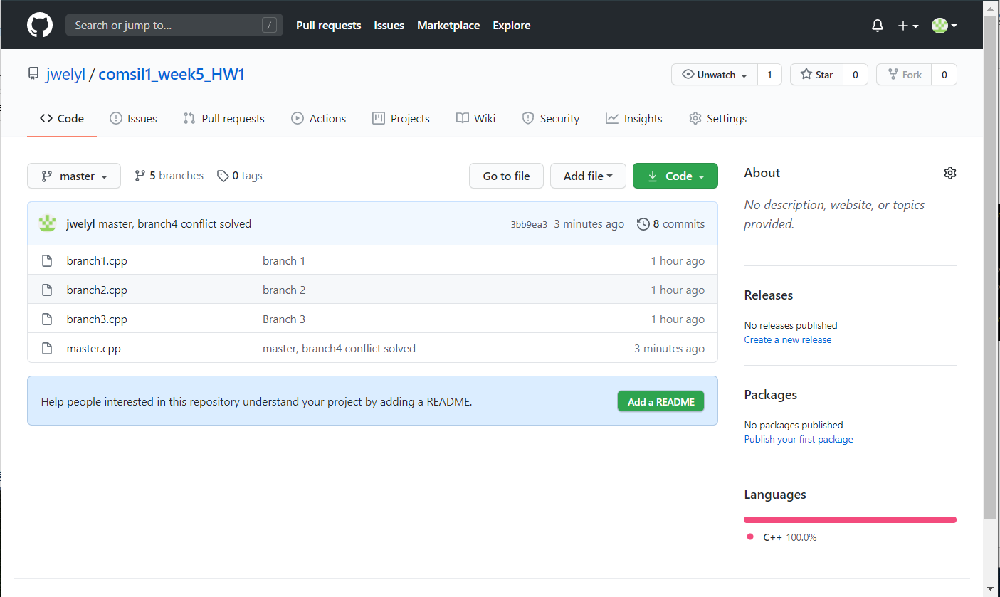 Search or jump to... /
Pull requests Issues Marketplace Explore
jwelyl / comsil1_week5_HW1
Unwatch 1 Star 0 Fork 0
Code Issues Pull requests Actions Projects Wiki Security Insights Settings
master 5 branches 0 tags Go to file Add file Code
jwelyl master, branch4 conflict solved 3bb9ea3 3 minutes ago 8 commits
branch1.cpp branch 1 1 hour ago
branch2.cpp branch 2 1 hour ago
branch3.cpp Branch 3 1 hour ago
master.cpp master, branch4 conflict solved 3 minutes ago
Help people interested in this repository understand your project by adding a README. Add a README
About
No description, website, or topics
provided.
Releases
No releases published
Create a new release
Packages
No packages published
Publish your first package
Languages
C++ 100.0%